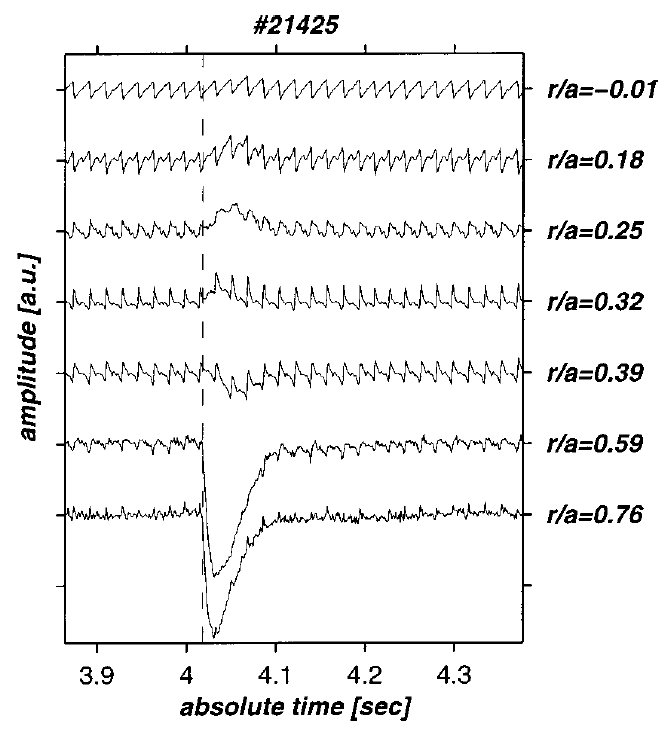 #21425
r/a=−0.01
r/a=0.18
r/a=0.25
r/a=0.32
r/a=0.39
r/a=0.59
r/a=0.76
amplitude [a.u.]
3.9 4 4.1 4.2 4.3
absolute time [sec]